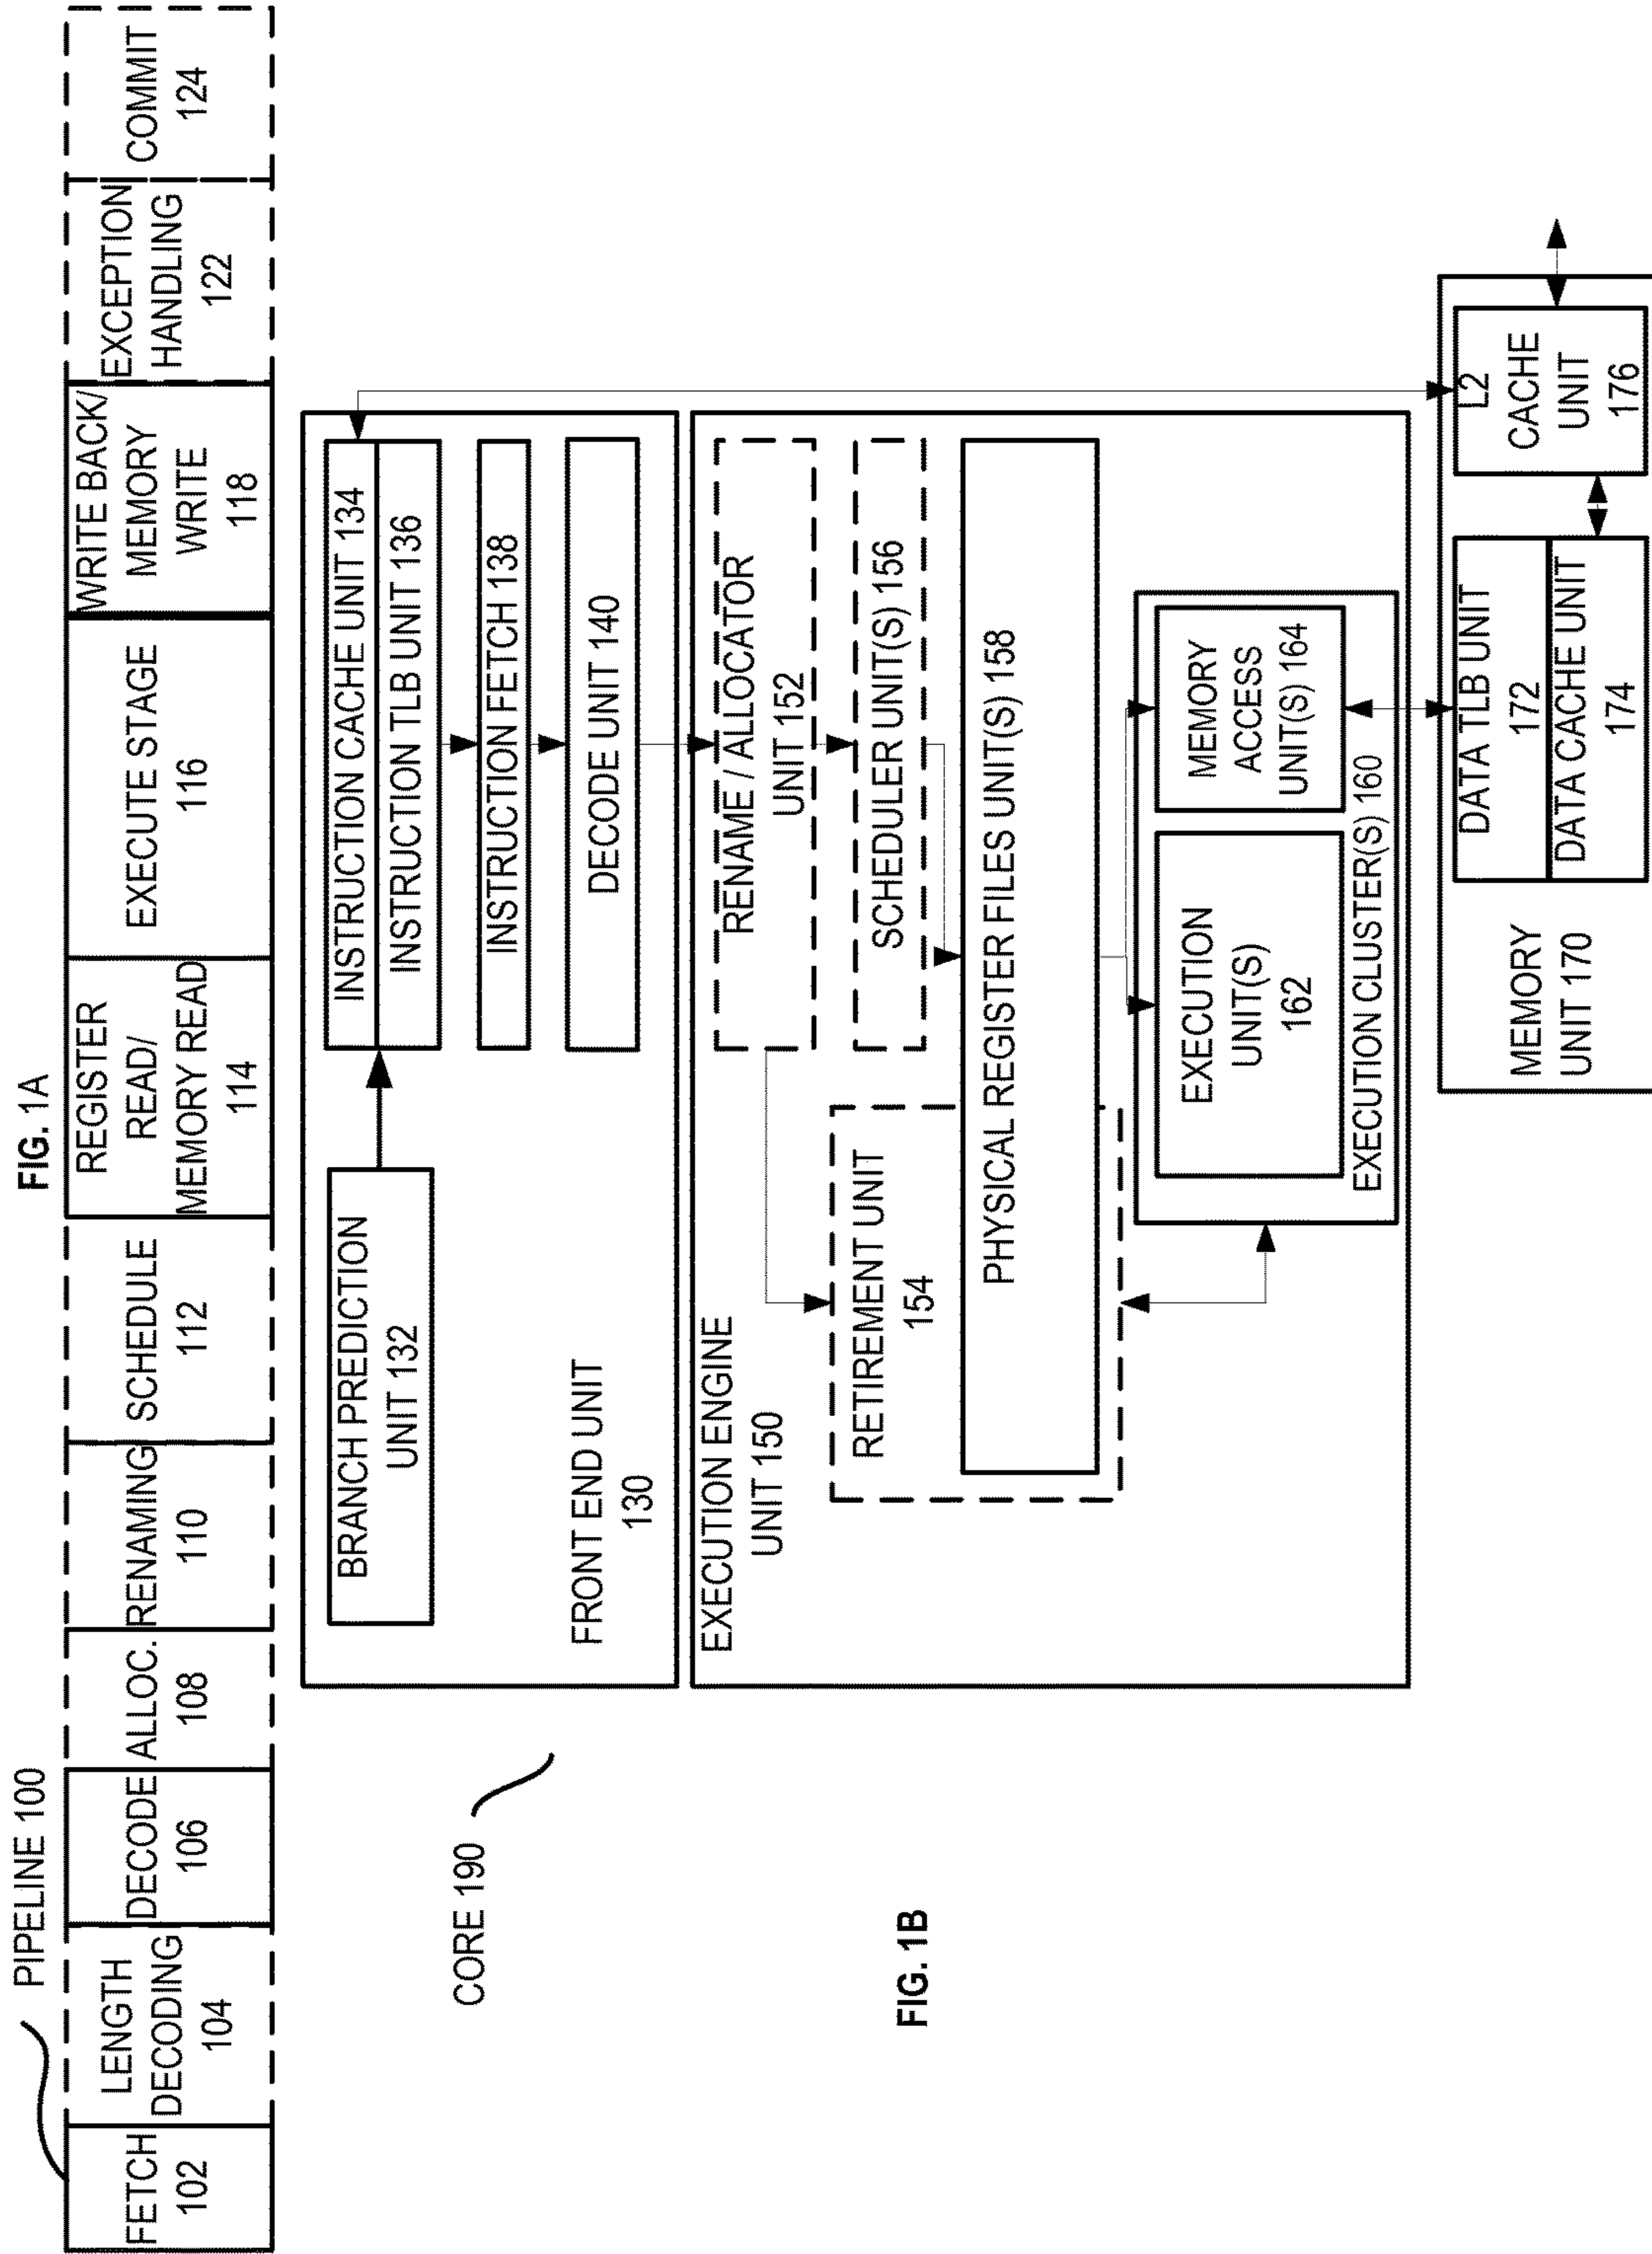 FIG. 1A
PIPELINE 100
FETCH
102
LENGTH
DECODING
104
DECODE
106
ALLOC.
108
RENAMING
110
SCHEDULE
112
REGISTER
READ/
MEMORY READ
114
EXECUTE STAGE
116
WRITE BACK/
MEMORY
WRITE
118
EXCEPTION
HANDLING
122
COMMIT
124
CORE 190
FRONT END UNIT
130
BRANCH PREDICTION
UNIT 132
INSTRUCTION CACHE UNIT 134
INSTRUCTION TLB UNIT 136
INSTRUCTION FETCH 138
DECODE UNIT 140
EXECUTION ENGINE
UNIT 150
RENAME / ALLOCATOR
UNIT 152
RETIREMENT UNIT
154
SCHEDULER UNIT(S) 156
PHYSICAL REGISTER FILES UNIT(S) 158
EXECUTION
UNIT(S)
162
MEMORY
ACCESS
UNIT(S) 164
EXECUTION CLUSTER(S) 160
MEMORY
UNIT 170
DATA TLB UNIT
172
DATA CACHE UNIT
174
L2
CACHE
UNIT
176
FIG. 1B